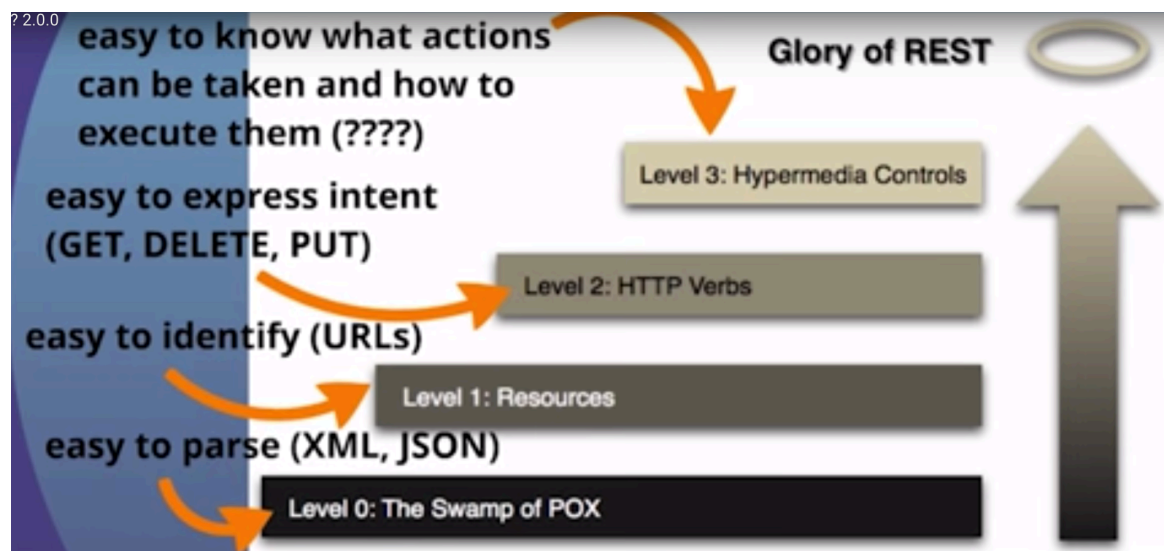 ? 2.0.0
easy to know what actions
can be taken and how to
execute them (????)
Glory of REST
Level 3: Hypermedia Controls
easy to express intent
(GET, DELETE, PUT)
Level 2: HTTP Verbs
easy to identify (URLs)
Level 1: Resources
easy to parse (XML, JSON)
Level 0: The Swamp of POX